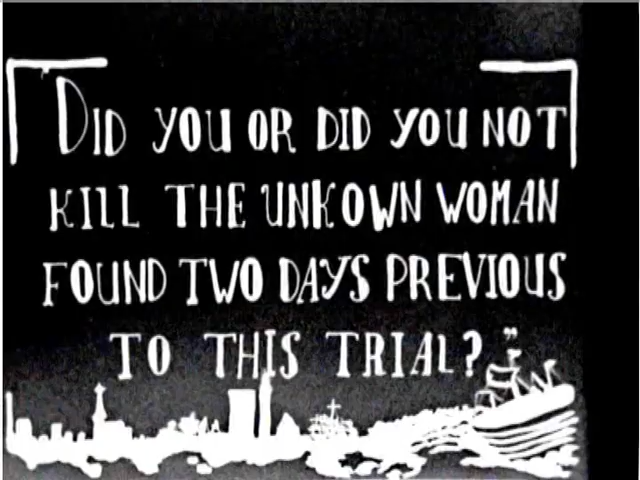 DID YOU OR DID YOU NOT
KILL THE UNKOWN WOMAN
FOUND TWO DAYS PREVIOUS
TO THIS TRIAL?"